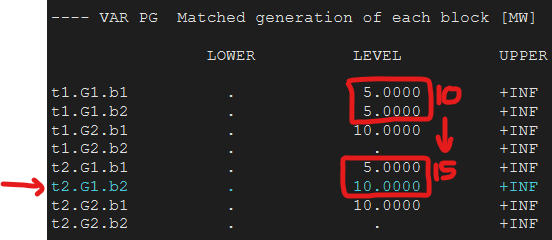 ---- VAR PG  Matched generation of each block [MW]
LOWER LEVEL UPPER
t1.G1.b1 . 5.0000 +INF
10
t1.G1.b2 . 5.0000 +INF
t1.G2.b1 . 10.0000 +INF
t1.G2.b2 . . +INF
t2.G1.b1 . 5.0000 +INF
15
t2.G1.b2 . 10.0000 +INF
t2.G2.b1 . 10.0000 +INF
t2.G2.b2 . . +INF